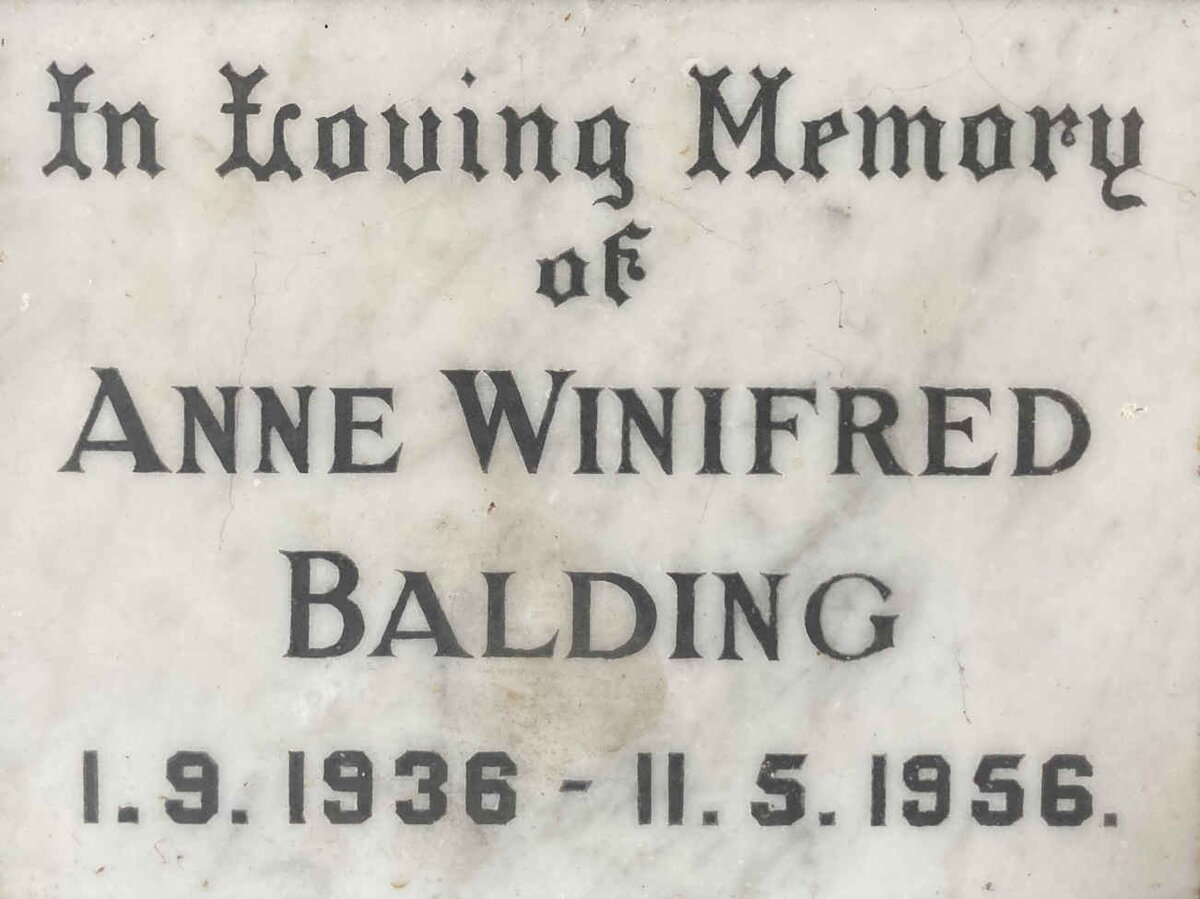 In Loving Memory
of
ANNE WINIFRED
BALDING
1.9.1936 - 11.5.1956.